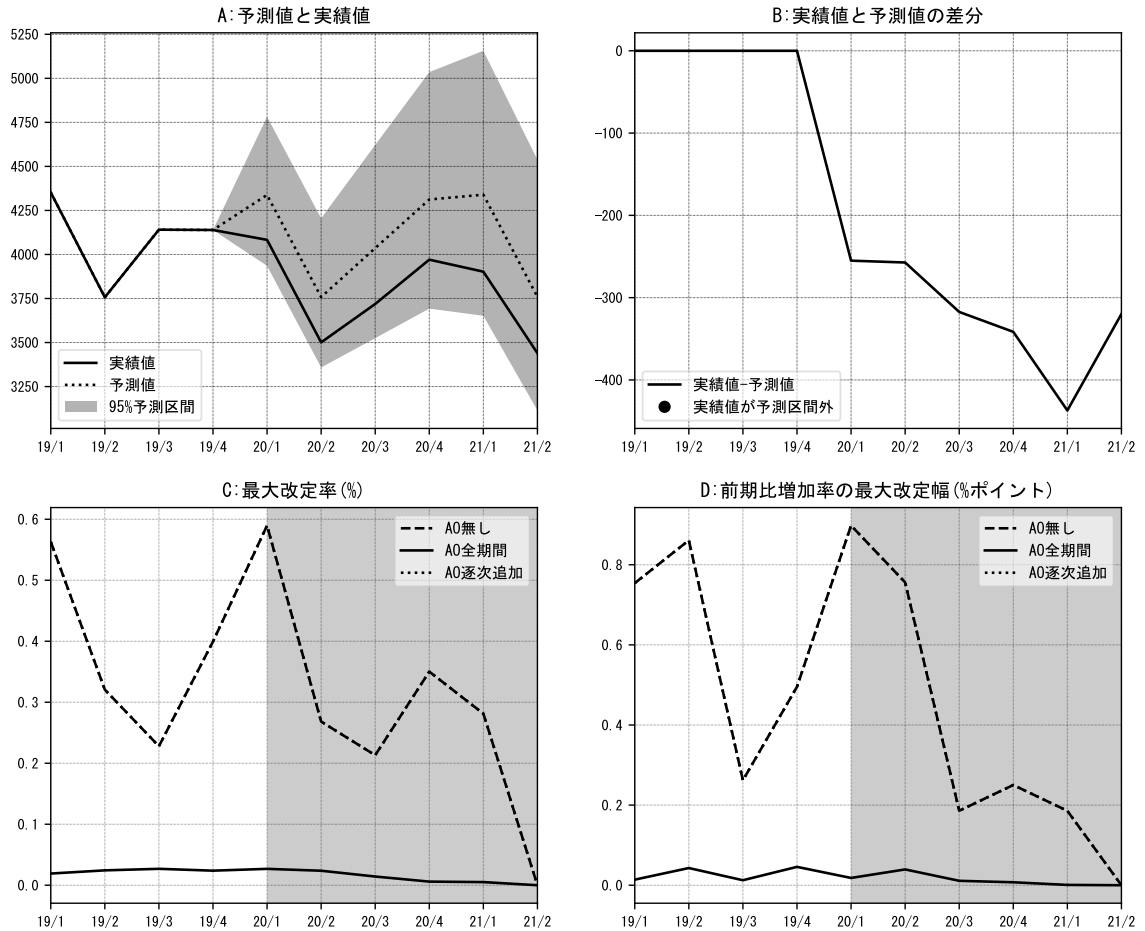 A:予測値と実績値
5250
5000
4750
4500
4250
4000
3750
3500
3250
実績値
予測値
95%予測区間
19/1 19/2 19/3 19/4 20/1 20/2 20/3 20/4 21/1 21/2
B:実績値と予測値の差分
0
-100
-200
-300
-400
実績値-予測値
実績値が予測区間外
19/1 19/2 19/3 19/4 20/1 20/2 20/3 20/4 21/1 21/2
C:最大改定率(%)
0.6
0.5
0.4
0.3
0.2
0.1
0.0
AO無し
AO全期間
AO逐次追加
19/1 19/2 19/3 19/4 20/1 20/2 20/3 20/4 21/1 21/2
D:前期比増加率の最大改定幅(%ポイント)
0.8
0.6
0.4
0.2
0.0
AO無し
AO全期間
AO逐次追加
19/1 19/2 19/3 19/4 20/1 20/2 20/3 20/4 21/1 21/2